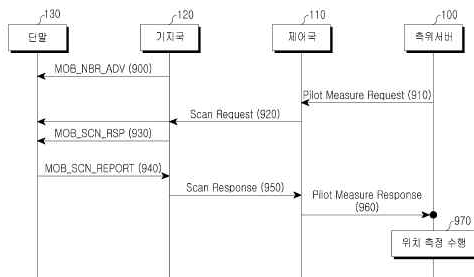 130
120
110
100
단말
기지국
제어국
측위서버
MOB_NBR_ADV (900)
Pilot Measure Request (910)
Scan Request (920)
MOB_SCN_RSP (930)
MOB_SCN_REPORT (940)
Scan Response (950)
Pilot Measure Response
(960)
970
위치 측정 수행